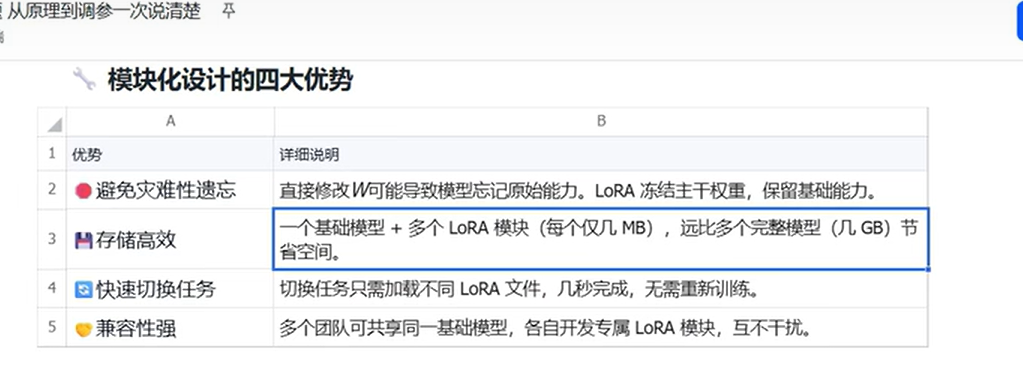 从原理到调参一次说清楚
模块化设计的四大优势
A B
1 优势 详细说明
2 避免灾难性遗忘 直接修改W可能导致模型忘记原始能力。LoRA 冻结主干权重，保留基础能力。
3 存储高效 一个基础模型 + 多个 LoRA 模块（每个仅几 MB），远比多个完整模型（几 GB）节
省空间。
4 快速切换任务 切换任务只需加载不同 LoRA 文件，几秒完成，无需重新训练。
5 兼容性强 多个团队可共享同一基础模型，各自开发专属 LoRA 模块，互不干扰。